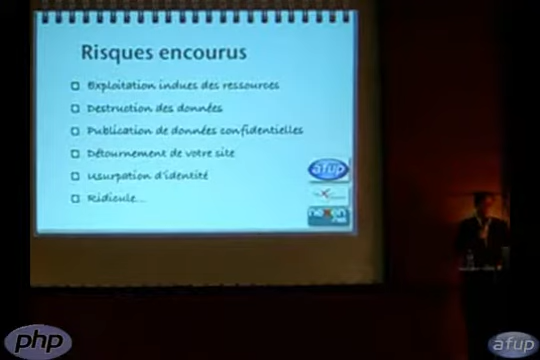 Risques encourus
Exploitation indues des ressources
Destruction des données
Publication de données confidentielles
Détournement de votre site
Usurpation d'identité
Ridicule...
afup
nexen
php
afup